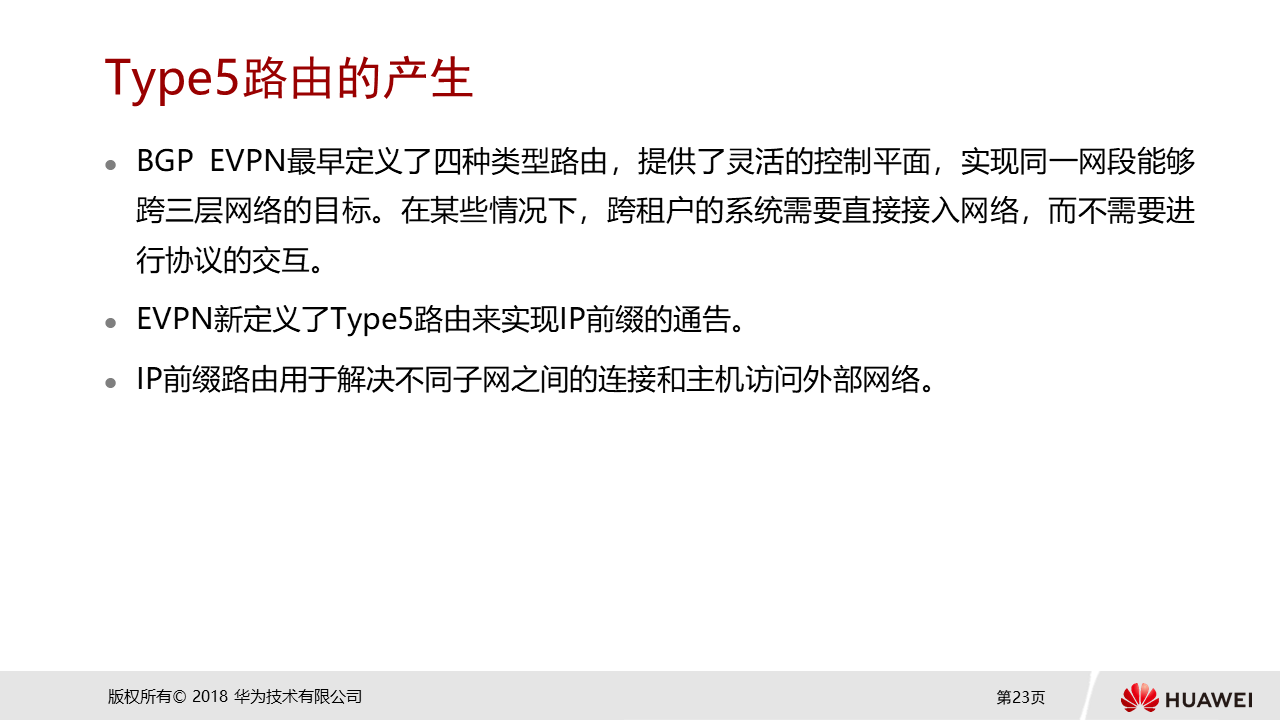 Type5路由的产生
BGP EVPN最早定义了四种类型路由，提供了灵活的控制平面，实现同一网段能够
跨三层网络的目标。在某些情况下，跨租户的系统需要直接接入网络，而不需要进
行协议的交互。
EVPN新定义了Type5路由来实现IP前缀的通告。
IP前缀路由用于解决不同子网之间的连接和主机访问外部网络。
版权所有© 2018 华为技术有限公司
第23页
HUAWEI